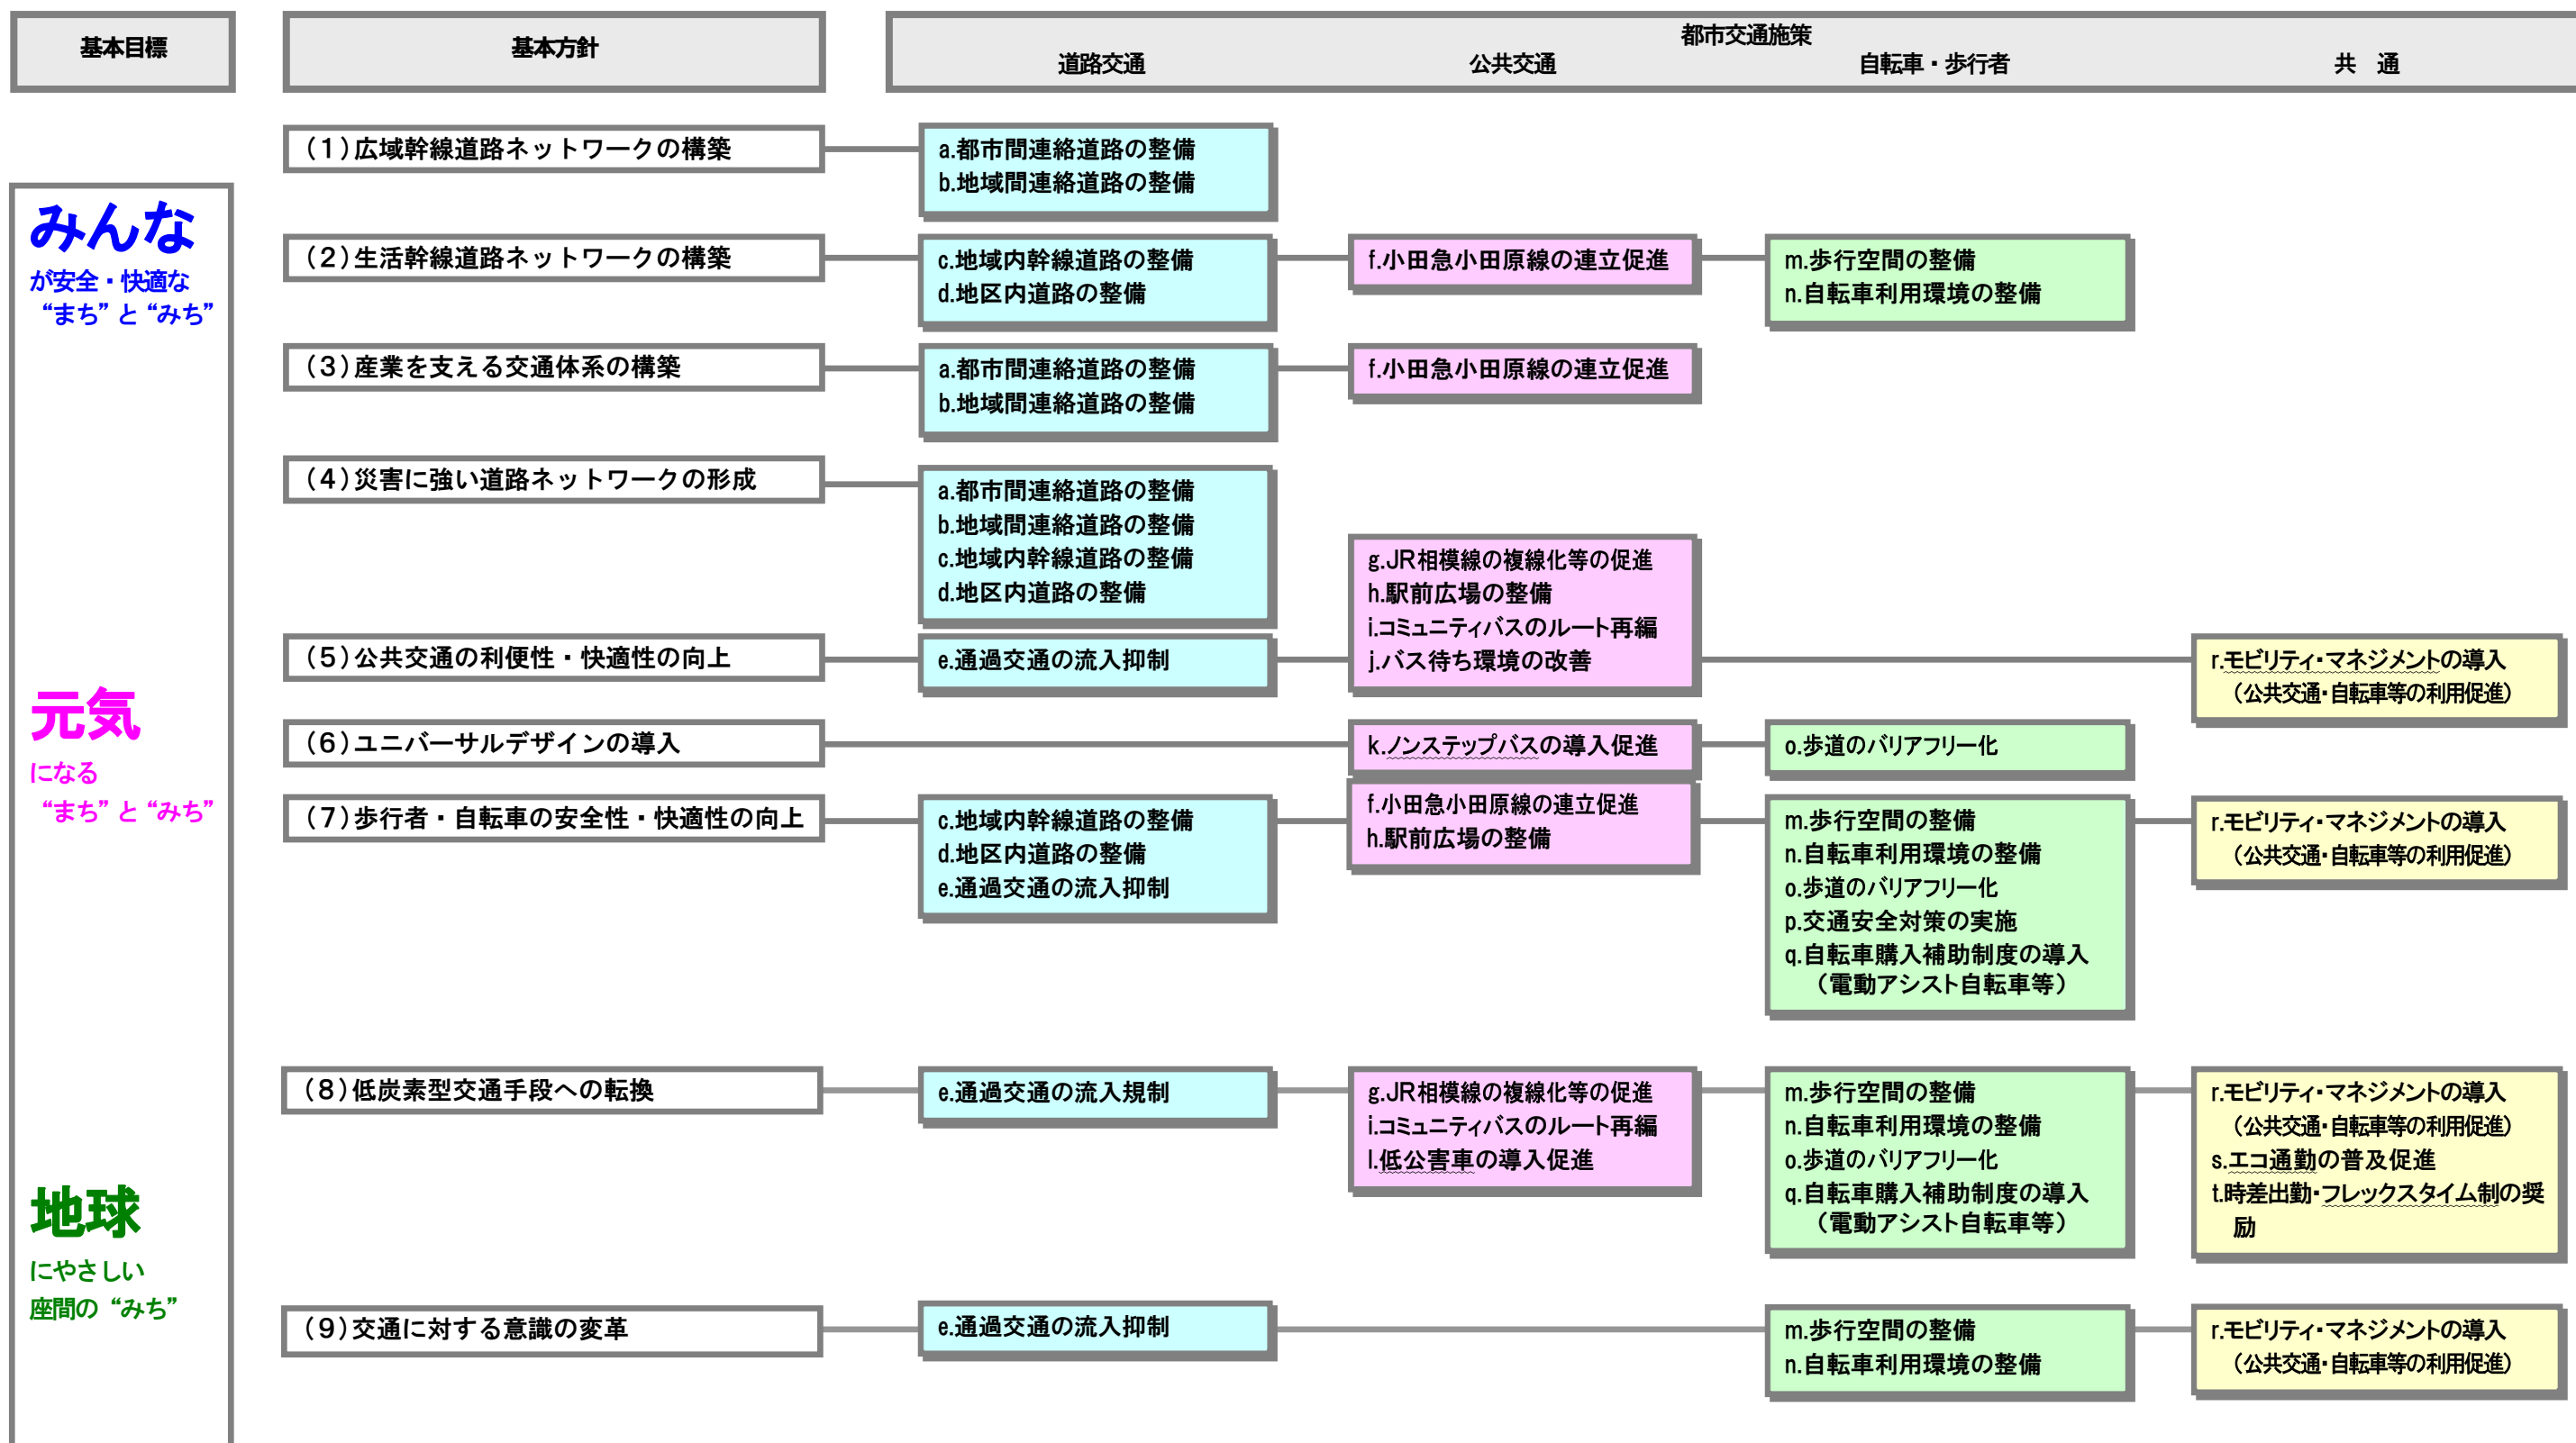 基本目標
基本方針
都市交通施策
道路交通
公共交通
自転車・歩行者
共　通
みんな
が安全・快適な
“まち”と“みち”
元気
になる
“まち”と“みち”
地球
にやさしい
座間の“みち”
（1）広域幹線道路ネットワークの構築
a.都市間連絡道路の整備
b.地域間連絡道路の整備
（2）生活幹線道路ネットワークの構築
c.地域内幹線道路の整備
d.地区内道路の整備
f.小田急小田原線の連立促進
m.歩行空間の整備
n.自転車利用環境の整備
（3）産業を支える交通体系の構築
a.都市間連絡道路の整備
b.地域間連絡道路の整備
f.小田急小田原線の連立促進
（4）災害に強い道路ネットワークの形成
a.都市間連絡道路の整備
b.地域間連絡道路の整備
c.地域内幹線道路の整備
d.地区内道路の整備
（5）公共交通の利便性・快適性の向上
e.通過交通の流入抑制
g.JR相模線の複線化等の促進
h.駅前広場の整備
i.コミュニティバスのルート再編
j.バス待ち環境の改善
r.モビリティ・マネジメントの導入
（公共交通・自転車等の利用促進）
（6）ユニバーサルデザインの導入
k.ノンステップバスの導入促進
o.歩道のバリアフリー化
（7）歩行者・自転車の安全性・快適性の向上
c.地域内幹線道路の整備
d.地区内道路の整備
e.通過交通の流入抑制
f.小田急小田原線の連立促進
h.駅前広場の整備
m.歩行空間の整備
n.自転車利用環境の整備
o.歩道のバリアフリー化
p.交通安全対策の実施
q.自転車購入補助制度の導入
（電動アシスト自転車等）
r.モビリティ・マネジメントの導入
（公共交通・自転車等の利用促進）
（8）低炭素型交通手段への転換
e.通過交通の流入規制
g.JR相模線の複線化等の促進
i.コミュニティバスのルート再編
l.低公害車の導入促進
m.歩行空間の整備
n.自転車利用環境の整備
o.歩道のバリアフリー化
q.自転車購入補助制度の導入
（電動アシスト自転車等）
r.モビリティ・マネジメントの導入
（公共交通・自転車等の利用促進）
s.エコ通勤の普及促進
t.時差出勤・フレックスタイム制の奨
励
（9）交通に対する意識の変革
e.通過交通の流入抑制
m.歩行空間の整備
n.自転車利用環境の整備
r.モビリティ・マネジメントの導入
（公共交通・自転車等の利用促進）